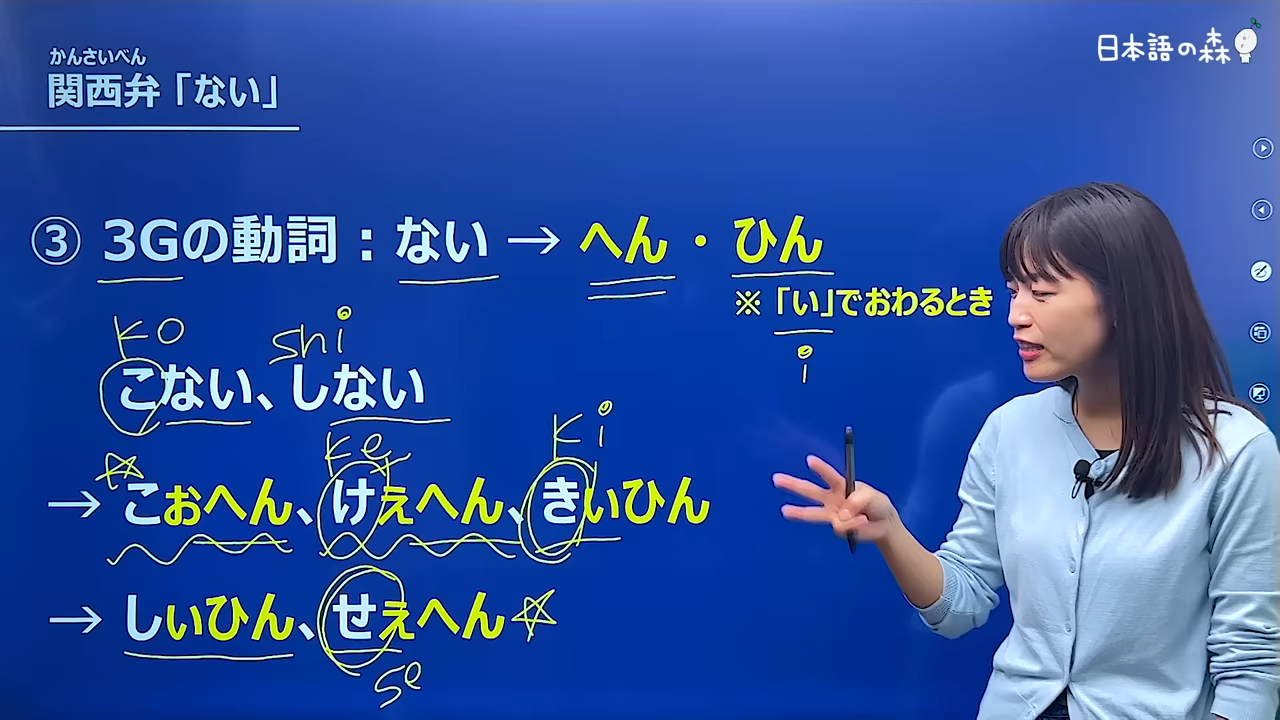 かんさいべん
関西弁「ない」
日本語の森
③ 3Gの動詞：ない → へん・ひん
※「い」でおわるとき
i
ko shi
こない、しない
ke ki
→ こぉへん、けぇへん、きぃひん
→ しぃひん、せぇへん
se